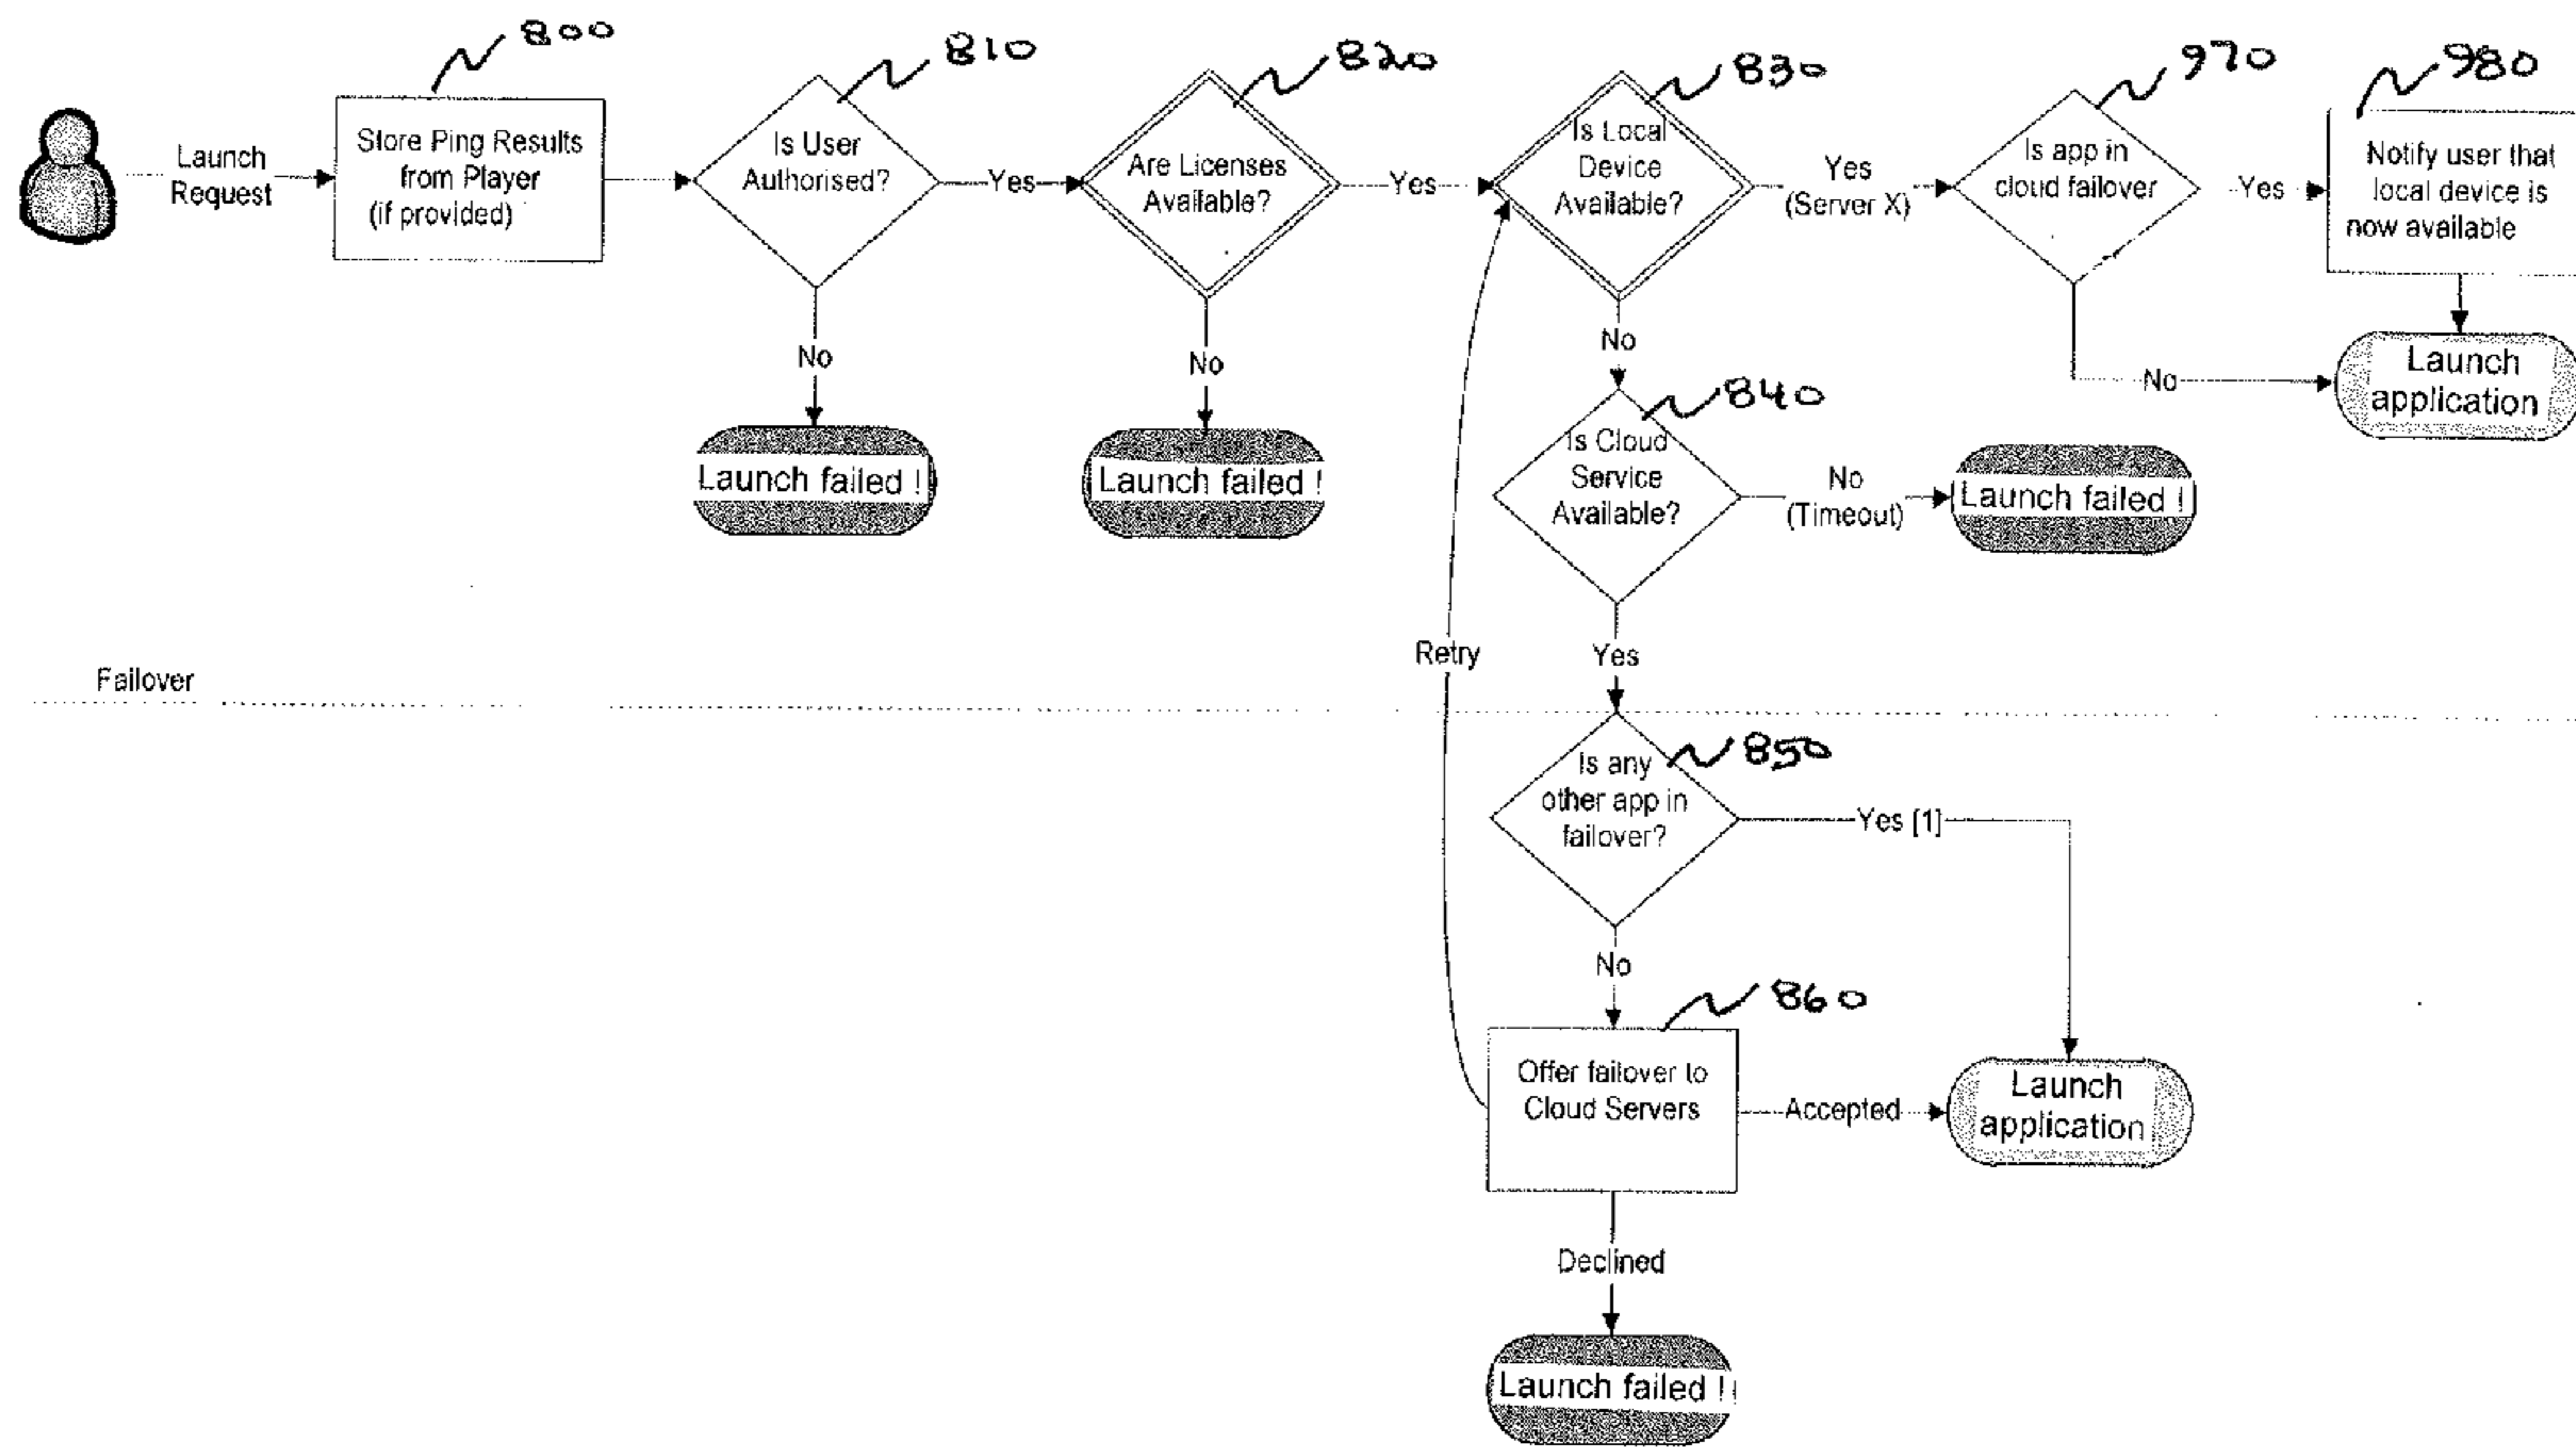 800
810
820
830
970
980
Launch
Request
Store Ping Results
from Player
(if provided)
Is User
Authorised?
Yes
Are Licenses
Available?
Yes
Is Local
Device
Available?
Yes
(Server X)
Is app in
cloud failover
Yes
Notify user that
local device is
now available
No
No
No
No
Launch
application
Launch failed !
Launch failed !
840
Is Cloud
Service
Available?
No
(Timeout)
Launch failed !
Retry
Yes
Failover
850
Is any
other app in
failover?
Yes [1]
No
860
Offer failover to
Cloud Servers
Accepted
Launch
application
Declined
Launch failed !